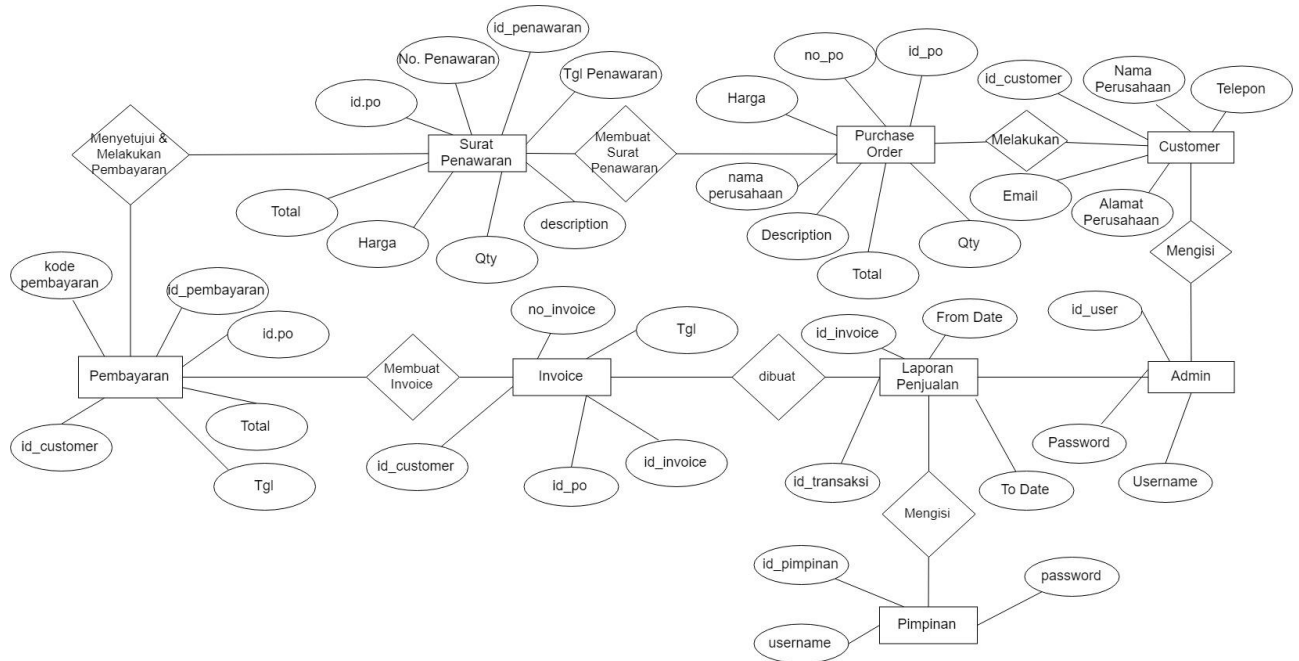 id_penawaran
No. Penawaran
Tgl Penawaran
id.po
Menyetujui &
Melakukan
Pembayaran
Surat
Penawaran
Membuat
Surat
Penawaran
Total
Harga
Qty
description
no_po
id_po
Harga
Purchase
Order
nama
perusahaan
Description
Total
Qty
Melakukan
id_customer
Nama
Perusahaan
Telepon
Customer
Email
Alamat
Perusahaan
Mengisi
kode
pembayaran
id_pembayaran
id.po
Pembayaran
Total
id_customer
Tgl
Membuat
Invoice
no_invoice
Tgl
Invoice
id_customer
id_po
id_invoice
dibuat
id_invoice
From Date
Laporan
Penjualan
id_transaksi
To Date
id_user
Admin
Password
Username
Mengisi
id_pimpinan
password
Pimpinan
username